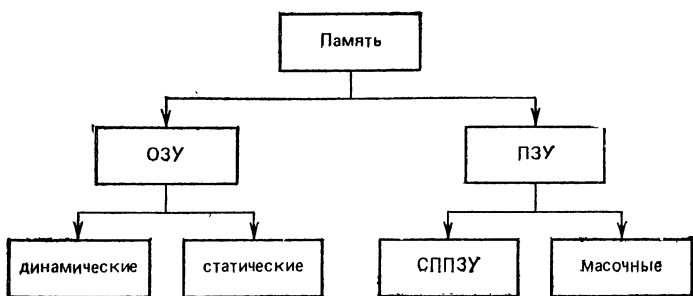 Память
ОЗУ
ПЗУ
динамические
статические
СППЗУ
масочные